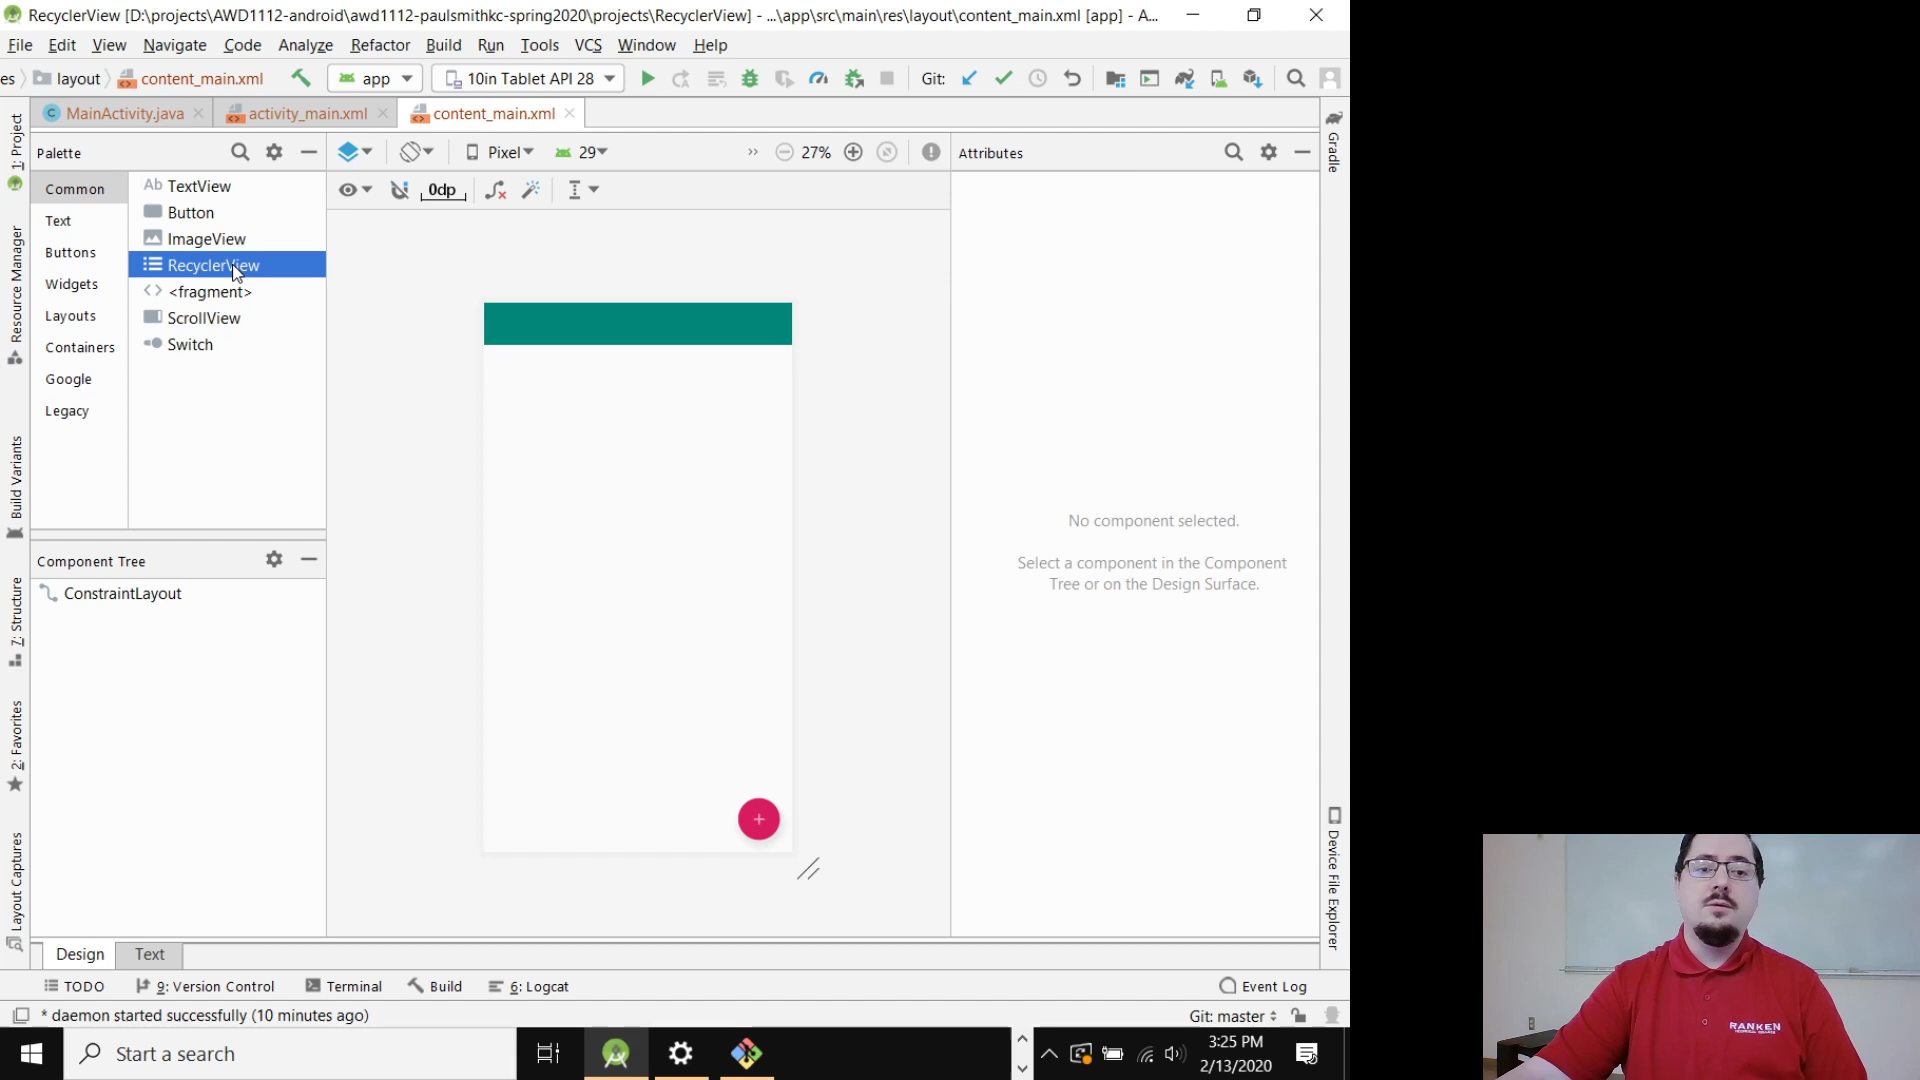 RecyclerView [D:\projects\AWD1112-android\awd1112-paulsmithkc-spring2020\projects\RecyclerView] - ...\app\src\main\res\layout\content_main.xml [app] - A...
File Edit View Navigate Code Analyze Refactor Build Run Tools VCS Window Help
es layout content_main.xml app 10in Tablet API 28 Git:
MainActivity.java activity_main.xml content_main.xml
1: Project
Resource Manager
Build Variants
7: Structure
2: Favorites
Layout Captures
Palette
Common
Text
Buttons
Widgets
Layouts
Containers
Google
Legacy
Ab TextView
Button
ImageView
RecyclerView
<fragment>
ScrollView
Switch
Component Tree
ConstraintLayout
Pixel 29 27%
0dp
Attributes
No component selected.
Select a component in the Component
Tree or on the Design Surface.
Gradle
Device File Explorer
Design Text
TODO 9: Version Control Terminal Build 6: Logcat Event Log
* daemon started successfully (10 minutes ago) Git: master
Start a search
3:25 PM
2/13/2020
RANKEN